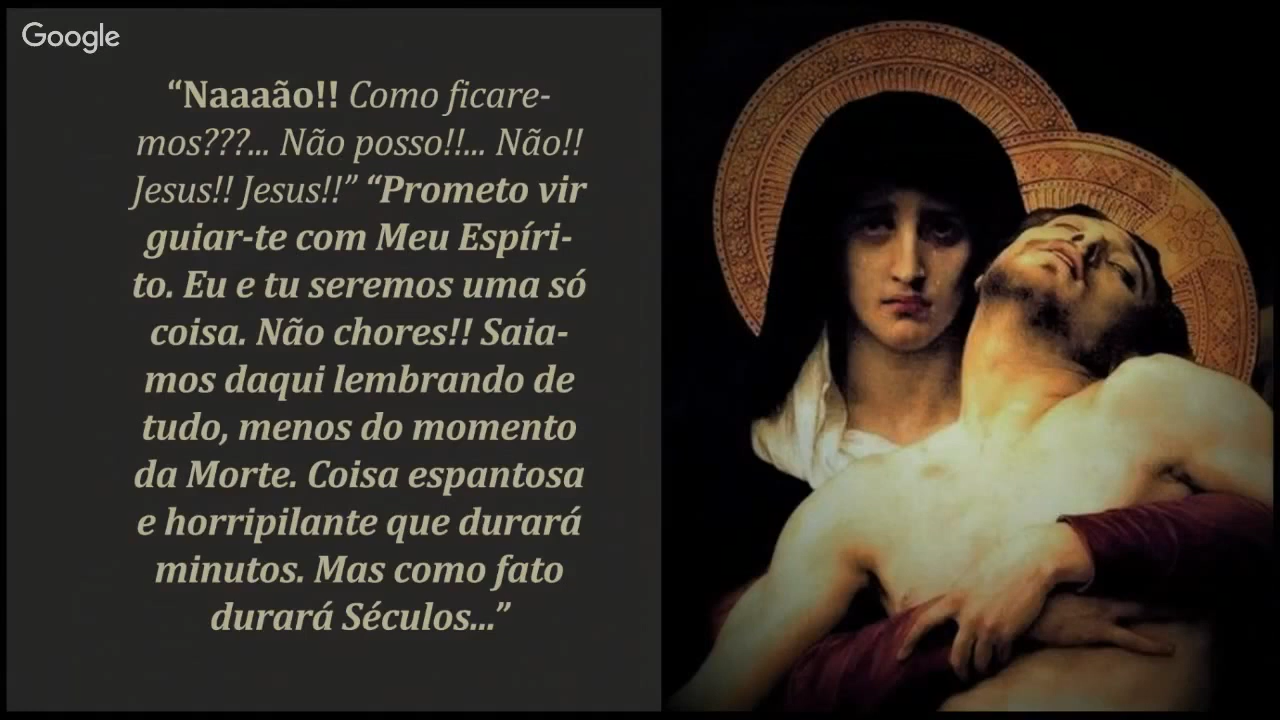 Google
“Naaaão!! Como ficare-
mos???... Não posso!!... Não!!
Jesus!! Jesus!!” “Prometo vir
guiar-te com Meu Espíri-
to. Eu e tu seremos uma só
coisa. Não chores!! Saia-
mos daqui lembrando de
tudo, menos do momento
da Morte. Coisa espantosa
e horripilante que durará
minutos. Mas como fato
durará Séculos...”